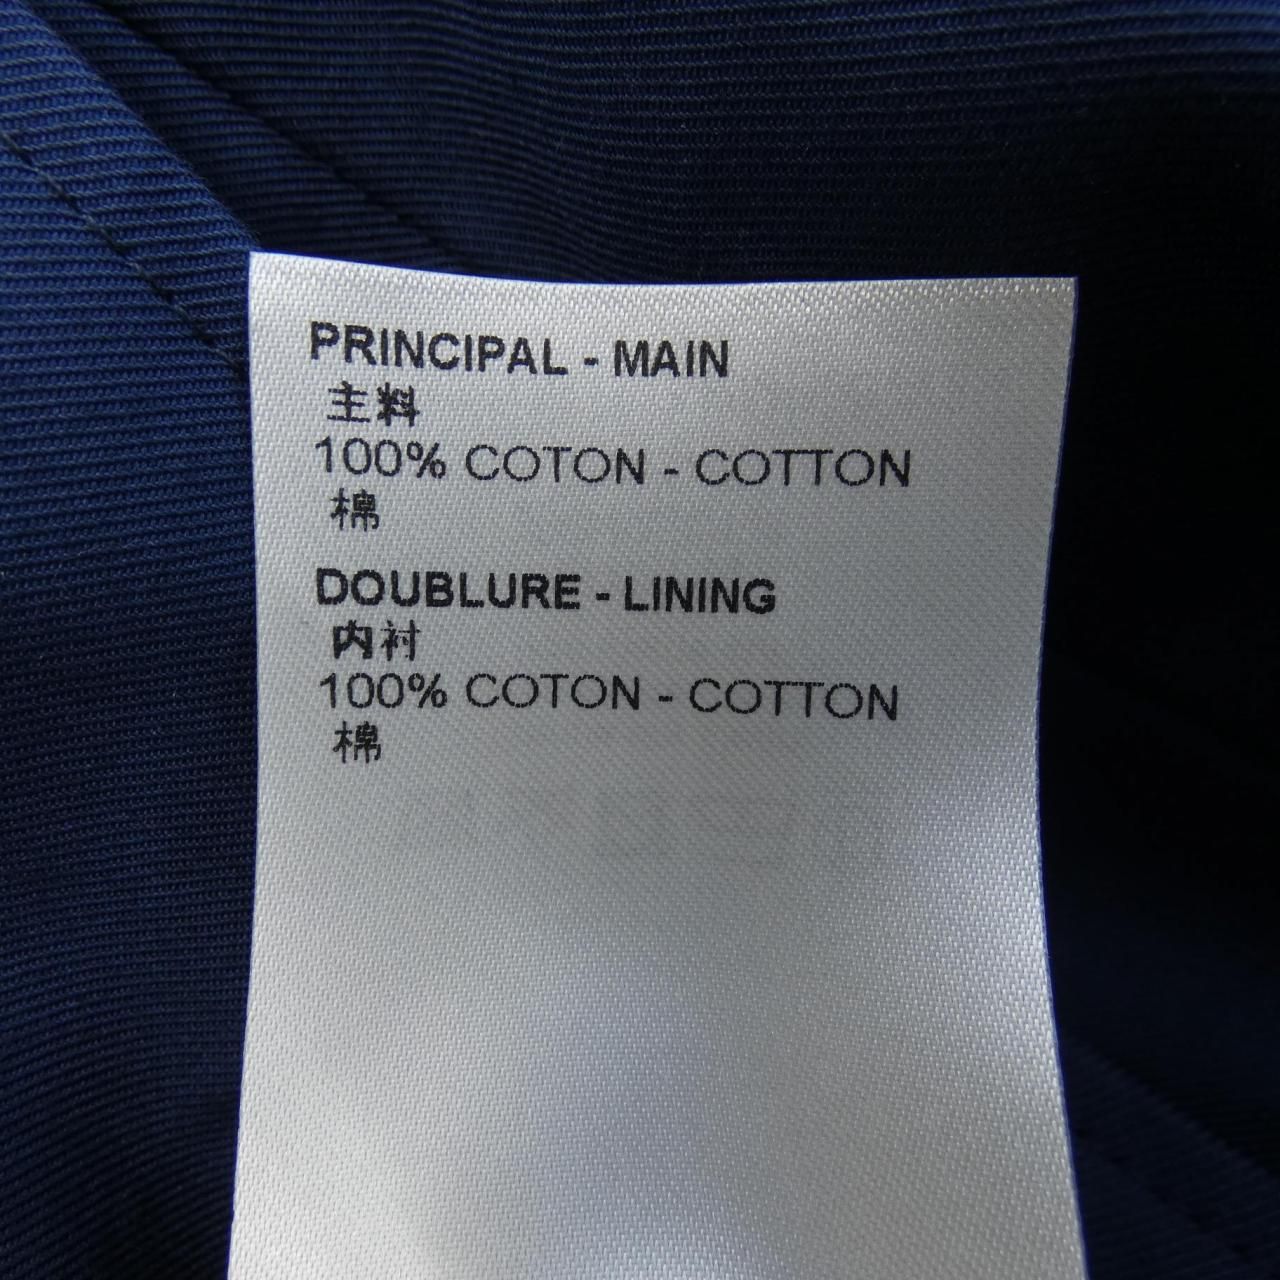 PRINCIPAL - MAIN
主料
100% COTON - COTTON
棉
DOUBLURE - LINING
内衬
100% COTON - COTTON
棉